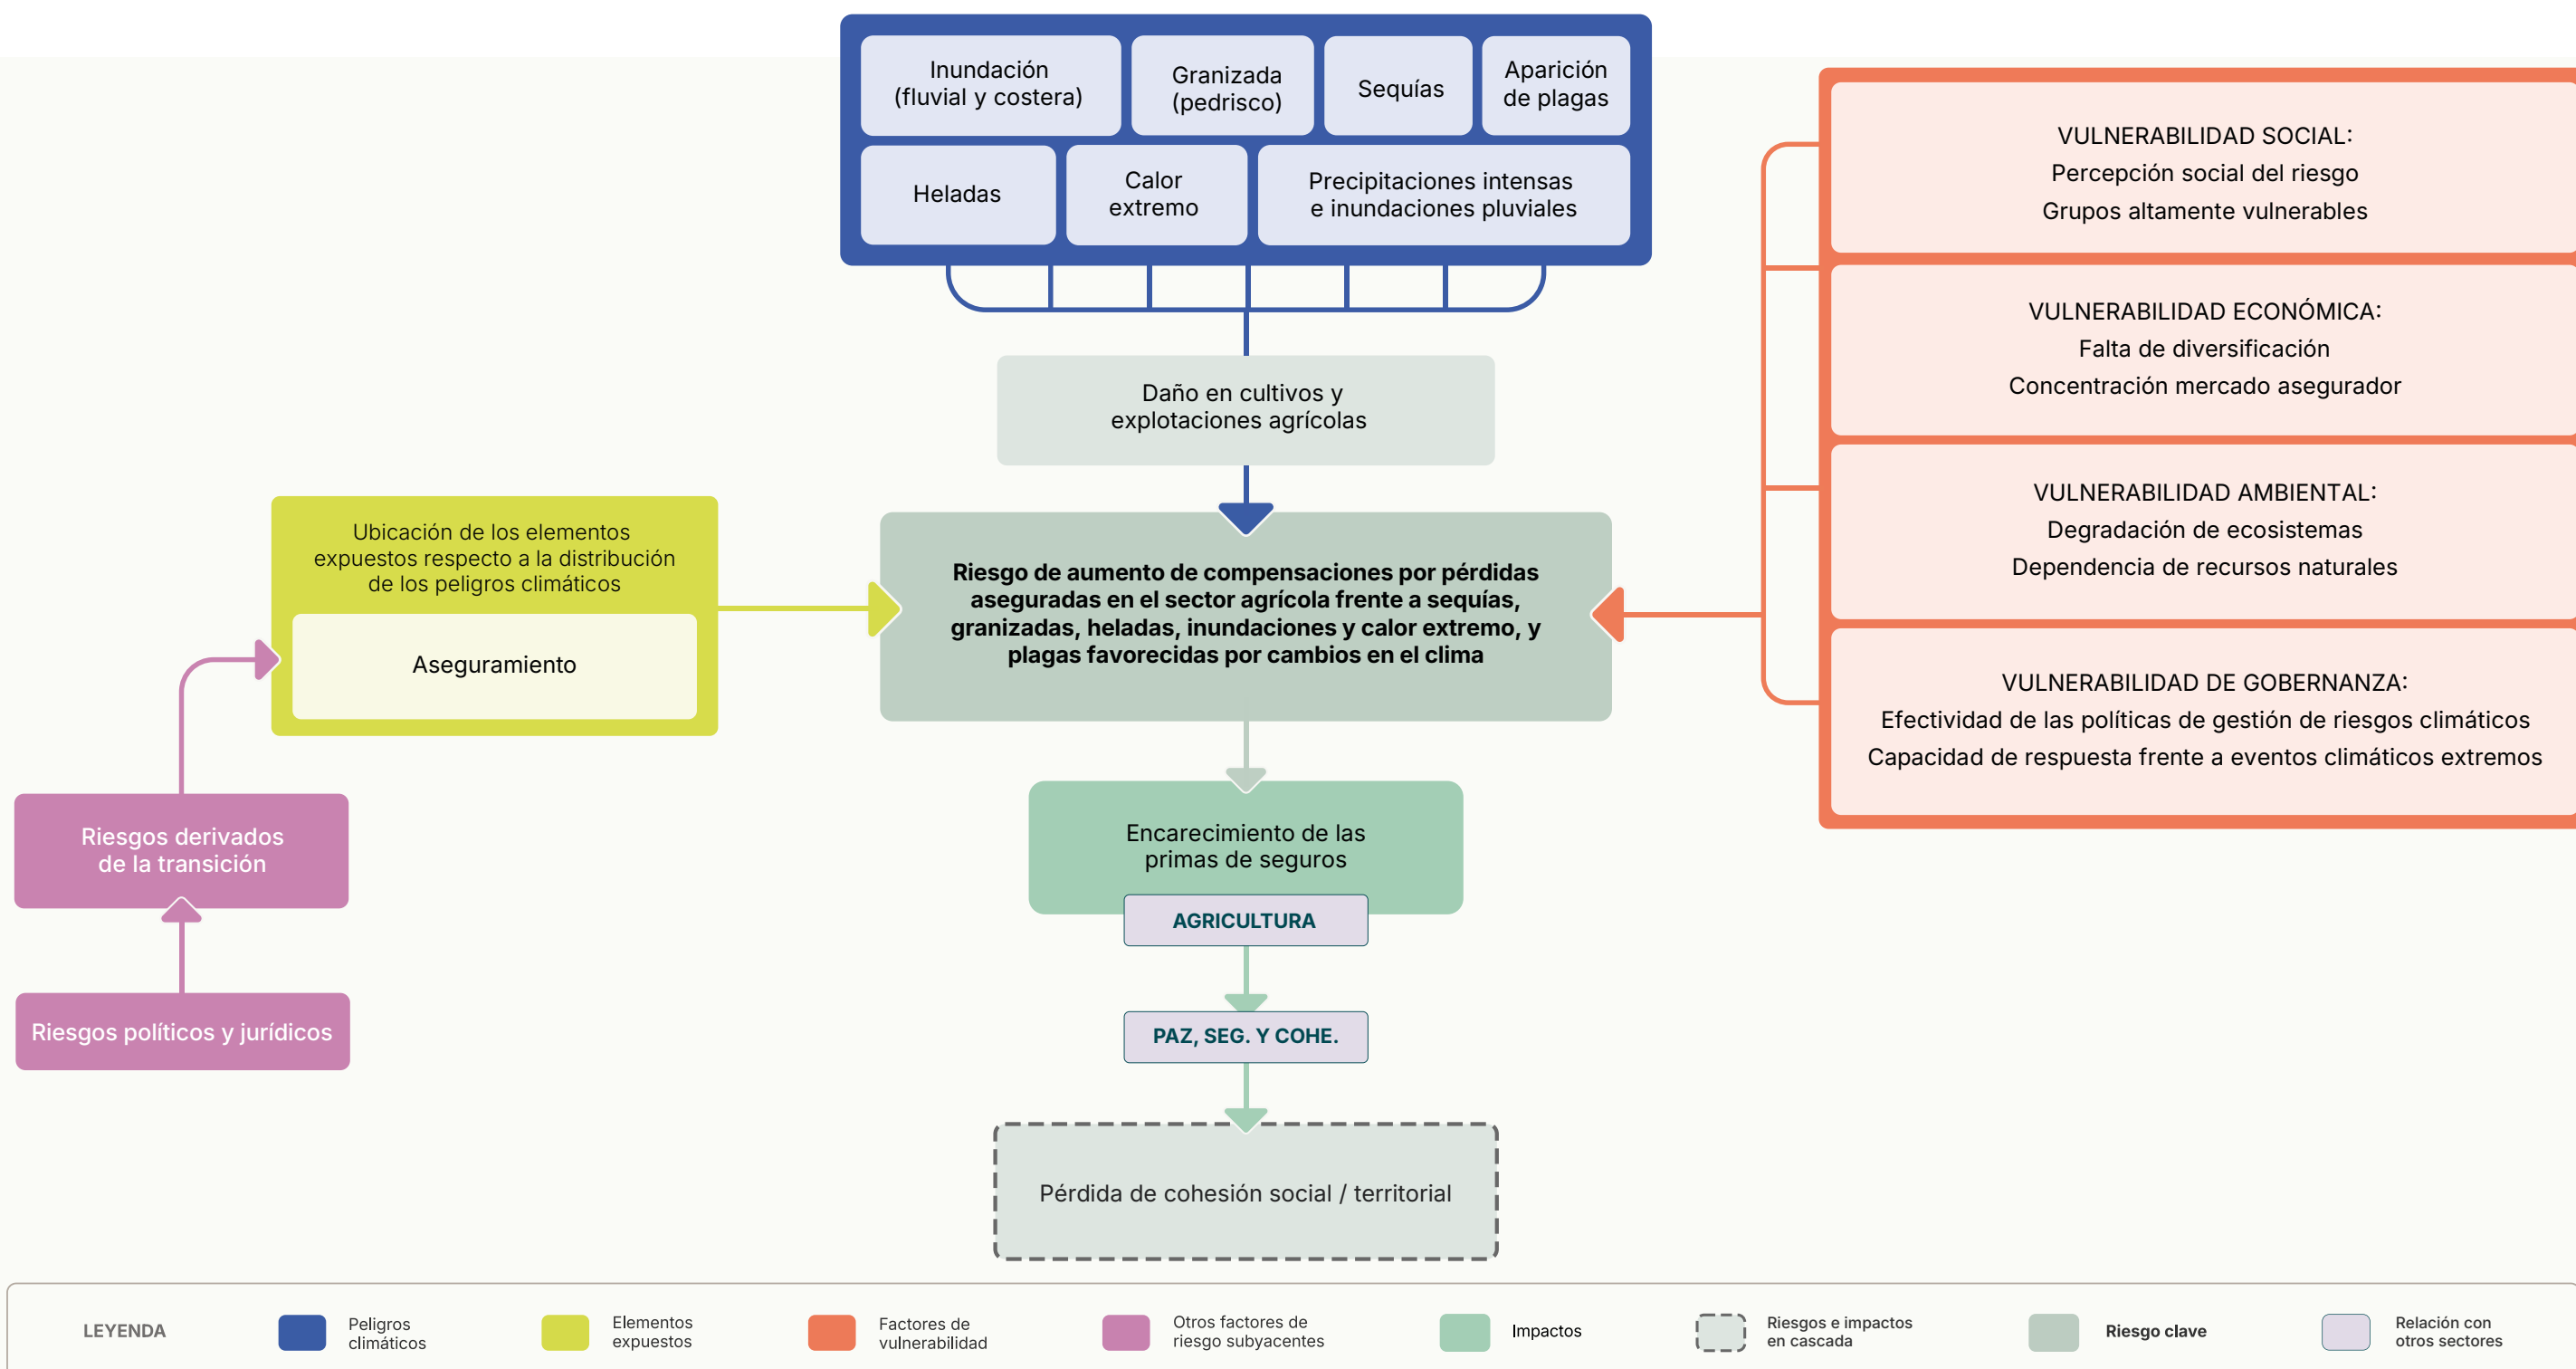 Inundación
(fluvial y costera)
Granizada
(pedrisco)
Sequías
Aparición
de plagas
Heladas
Calor
extremo
Precipitaciones intensas
e inundaciones pluviales
Daño en cultivos y
explotaciones agrícolas
VULNERABILIDAD SOCIAL:
Percepción social del riesgo
Grupos altamente vulnerables
VULNERABILIDAD ECONÓMICA:
Falta de diversificación
Concentración mercado asegurador
VULNERABILIDAD AMBIENTAL:
Degradación de ecosistemas
Dependencia de recursos naturales
VULNERABILIDAD DE GOBERNANZA:
Efectividad de las políticas de gestión de riesgos climáticos
Capacidad de respuesta frente a eventos climáticos extremos
Ubicación de los elementos
expuestos respecto a la distribución
de los peligros climáticos
Aseguramiento
Riesgo de aumento de compensaciones por pérdidas
aseguradas en el sector agrícola frente a sequías,
granizadas, heladas, inundaciones y calor extremo, y
plagas favorecidas por cambios en el clima
Riesgos derivados
de la transición
Riesgos políticos y jurídicos
Encarecimiento de las
primas de seguros
AGRICULTURA
PAZ, SEG. Y COHE.
Pérdida de cohesión social / territorial
LEYENDA
Peligros
climáticos
Elementos
expuestos
Factores de
vulnerabilidad
Otros factores de
riesgo subyacentes
Impactos
Riesgos e impactos
en cascada
Riesgo clave
Relación con
otros sectores